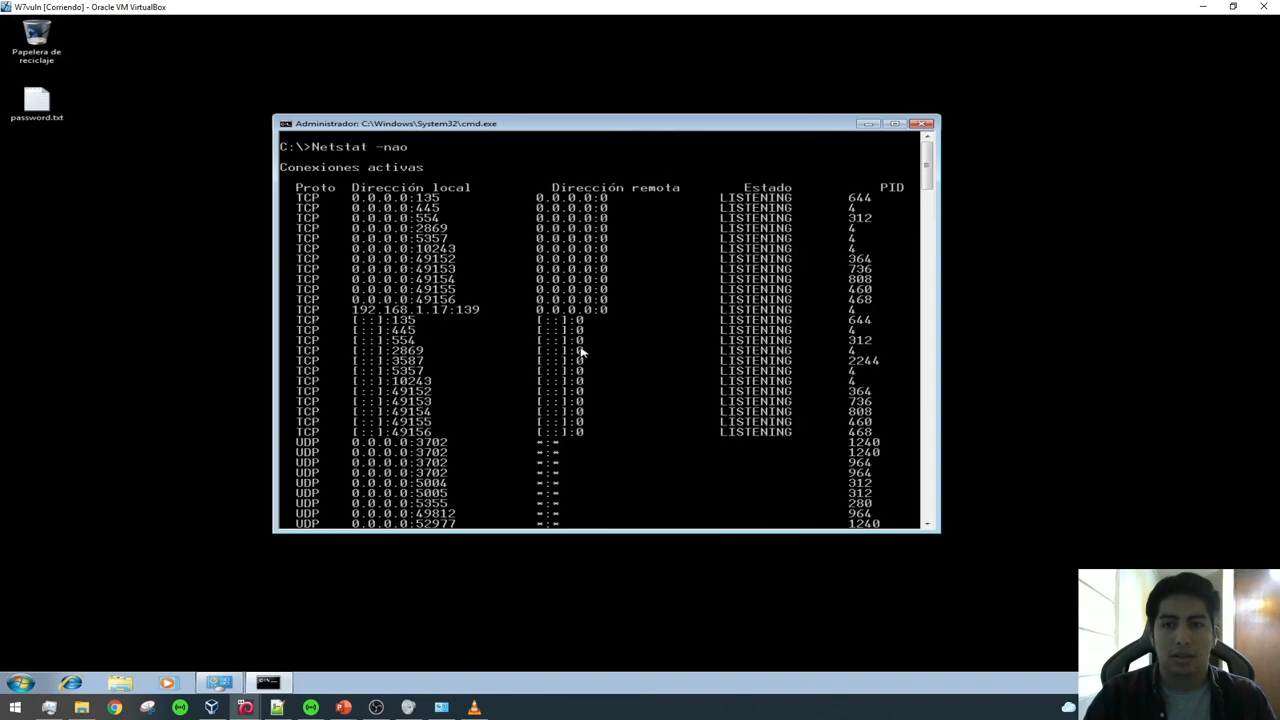 W7vuln [Corriendo] - Oracle VM VirtualBox
Papelera de
reciclaje
password.txt
Administrador: C:\Windows\System32\cmd.exe
C:\>Netstat -nao
Conexiones activas
Proto Dirección local Dirección remota Estado PID
TCP 0.0.0.0:135 0.0.0.0:0 LISTENING 644
TCP 0.0.0.0:445 0.0.0.0:0 LISTENING 4
TCP 0.0.0.0:554 0.0.0.0:0 LISTENING 312
TCP 0.0.0.0:2869 0.0.0.0:0 LISTENING 4
TCP 0.0.0.0:5357 0.0.0.0:0 LISTENING 4
TCP 0.0.0.0:10243 0.0.0.0:0 LISTENING 4
TCP 0.0.0.0:49152 0.0.0.0:0 LISTENING 364
TCP 0.0.0.0:49153 0.0.0.0:0 LISTENING 736
TCP 0.0.0.0:49154 0.0.0.0:0 LISTENING 808
TCP 0.0.0.0:49155 0.0.0.0:0 LISTENING 460
TCP 0.0.0.0:49156 0.0.0.0:0 LISTENING 468
TCP 192.168.1.17:139 0.0.0.0:0 LISTENING 4
TCP [::]:135 [::]:0 LISTENING 644
TCP [::]:445 [::]:0 LISTENING 4
TCP [::]:554 [::]:0 LISTENING 312
TCP [::]:2869 [::]:0 LISTENING 4
TCP [::]:3587 [::]:0 LISTENING 2244
TCP [::]:5357 [::]:0 LISTENING 4
TCP [::]:10243 [::]:0 LISTENING 4
TCP [::]:49152 [::]:0 LISTENING 364
TCP [::]:49153 [::]:0 LISTENING 736
TCP [::]:49154 [::]:0 LISTENING 808
TCP [::]:49155 [::]:0 LISTENING 460
TCP [::]:49156 [::]:0 LISTENING 468
UDP 0.0.0.0:3702 *:* 1240
UDP 0.0.0.0:3702 *:* 1240
UDP 0.0.0.0:3702 *:* 964
UDP 0.0.0.0:3702 *:* 964
UDP 0.0.0.0:5004 *:* 312
UDP 0.0.0.0:5005 *:* 312
UDP 0.0.0.0:5355 *:* 280
UDP 0.0.0.0:49812 *:* 964
UDP 0.0.0.0:52977 *:* 1240